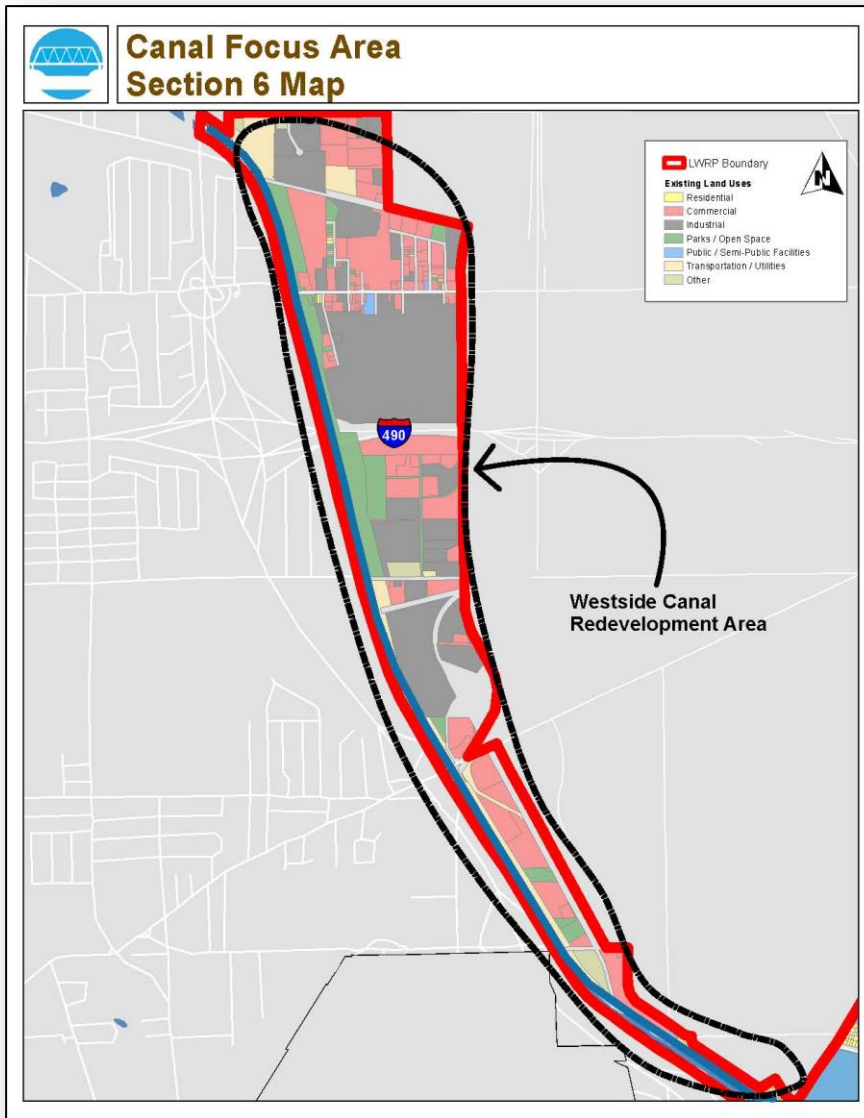 Canal Focus Area
Section 6 Map
LWRP Boundary
Existing Land Uses
Residential
Commercial
Industrial
Parks / Open Space
Public / Semi-Public Facilities
Transportation / Utilities
Other
N
490
Westside Canal
Redevelopment Area